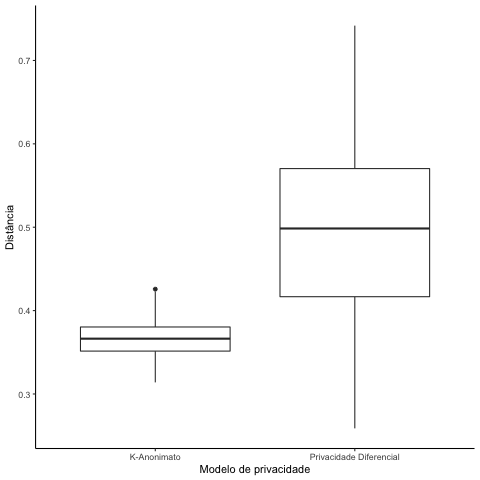 0.7
0.6
0.5
0.4
0.3
Distância
K-Anonimato
Privacidade Diferencial
Modelo de privacidade